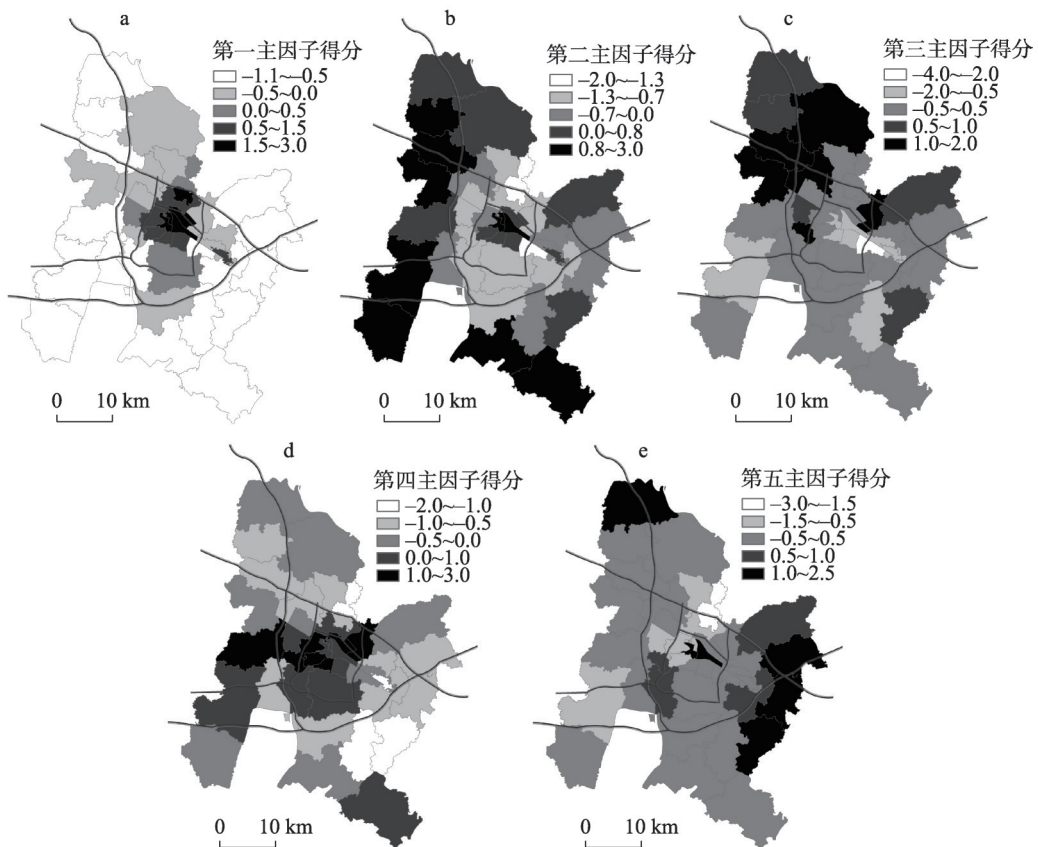 a
第一主因子得分
–1.1~–0.5
–0.5~0.0
0.0~0.5
0.5~1.5
1.5~3.0
0 10 km
b
第二主因子得分
–2.0~–1.3
–1.3~–0.7
–0.7~0.0
0.0~0.8
0.8~3.0
0 10 km
c
第三主因子得分
–4.0~–2.0
–2.0~–0.5
–0.5~0.5
0.5~1.0
1.0~2.0
0 10 km
d
第四主因子得分
–2.0~–1.0
–1.0~–0.5
–0.5~0.0
0.0~1.0
1.0~3.0
0 10 km
e
第五主因子得分
–3.0~–1.5
–1.5~–0.5
–0.5~0.5
0.5~1.0
1.0~2.5
0 10 km